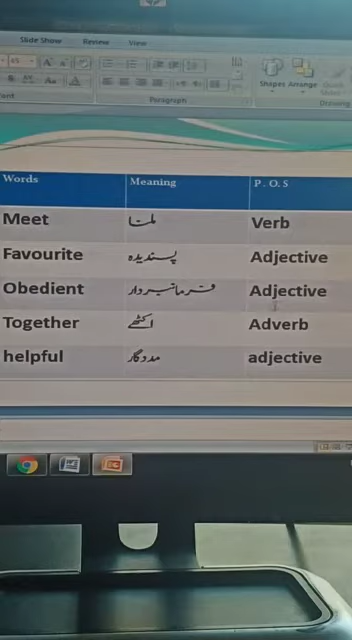 Slide Show Review View
Paragraph
Shapes Arrange
Drawing
Words Meaning P.O.S
Meet ملنا Verb
Favourite پسندیدہ Adjective
Obedient فرمانبردار Adjective
Together اکٹھے Adverb
helpful مددگار adjective